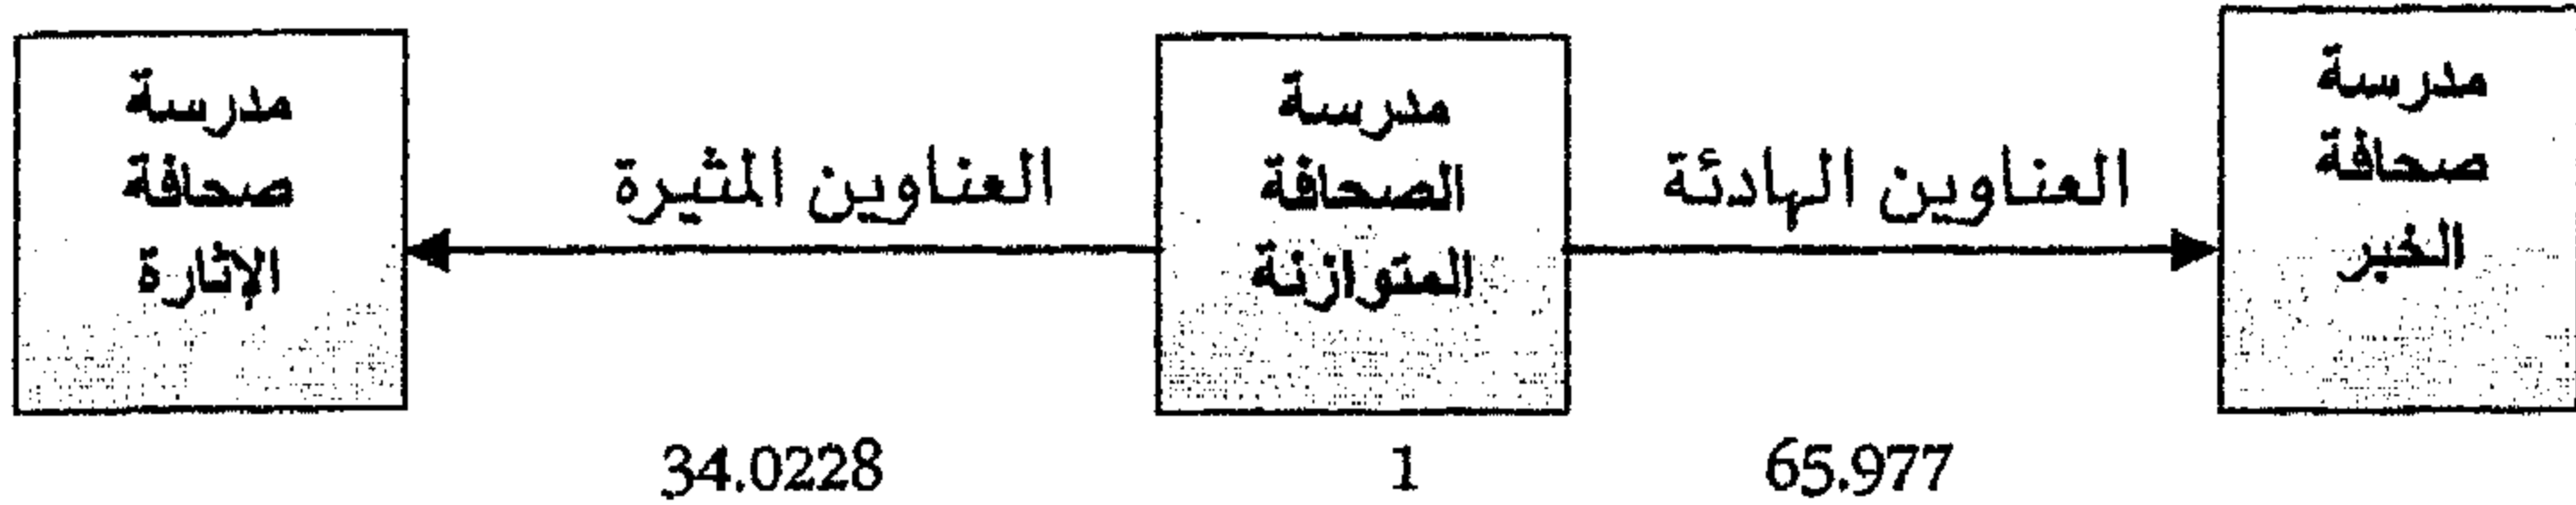 مدرسة
صحافة
الخبر
العناوين الهادئة
مدرسة
الصحافة
المتوازنة
العناوين المثيرة
مدرسة
صحافة
الإثارة
65.977
1
34.0228